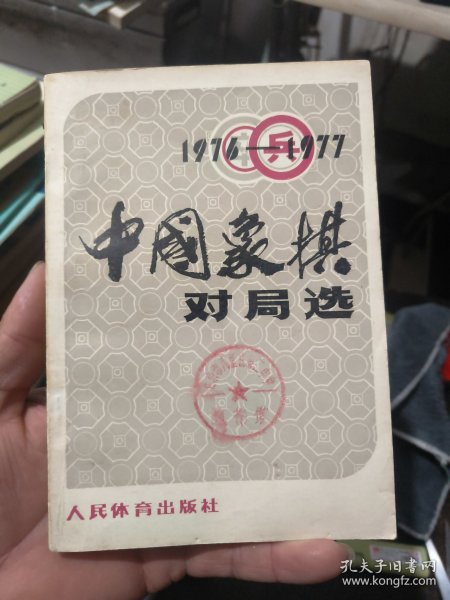 1976—1977
兵
中國象棋
对局选
人民体育出版社
孔夫子旧书网
www.kongfz.com